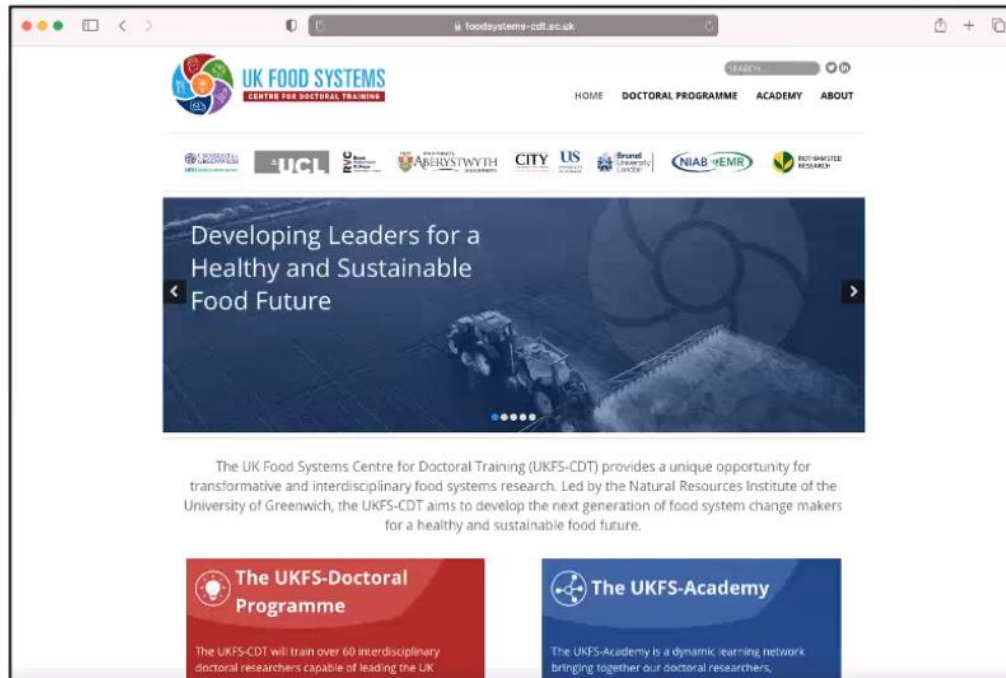 foodsystems-cdt.ac.uk
UK FOOD SYSTEMS
CENTRE FOR DOCTORAL TRAINING
SEARCH ...
HOME DOCTORAL PROGRAMME ACADEMY ABOUT
UCL
RVC
ABERYSTWYTH
CITY
US
Brunel
University
London
NIAB EMR
ROTHAMSTED
RESEARCH
Developing Leaders for a
Healthy and Sustainable
Food Future
The UK Food Systems Centre for Doctoral Training (UKFS-CDT) provides a unique opportunity for
transformative and interdisciplinary food systems research. Led by the Natural Resources Institute of the
University of Greenwich, the UKFS-CDT aims to develop the next generation of food system change makers
for a healthy and sustainable food future.
The UKFS-Doctoral
Programme
The UKFS-CDT will train over 60 interdisciplinary
doctoral researchers capable of leading the UK
The UKFS-Academy
The UKFS-Academy is a dynamic learning network
bringing together our doctoral researchers,